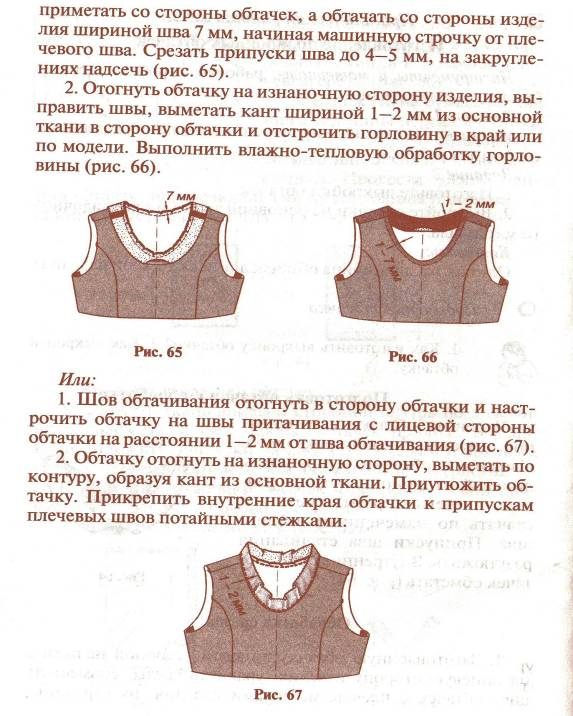 приметать со стороны обтачек, а обтачать со стороны изде-
лия шириной шва 7 мм, начиная машинную строчку от пле-
чевого шва. Срезать припуски шва до 4—5 мм, на закругле-
ниях надсечь (рис. 65).
2. Отогнуть обтачку на изнаночную сторону изделия, вы-
править швы, выметать кант шириной 1—2 мм из основной
ткани в сторону обтачки и отстрочить горловину в край или
по модели. Выполнить влажно-тепловую обработку горло-
вины (рис. 66).
7 мм
1 – 2 мм
1 – 7 мм
Рис. 65
Рис. 66
Или:
1. Шов обтачивания отогнуть в сторону обтачки и наст-
рочить обтачку на швы притачивания с лицевой стороны
обтачки на расстоянии 1—2 мм от шва обтачивания (рис. 67).
2. Обтачку отогнуть на изнаночную сторону, выметать по
контуру, образуя кант из основной ткани. Приутюжить об-
тачку. Прикрепить внутренние края обтачки к припускам
плечевых швов потайными стежками.
1 – 2 мм
Рис. 67